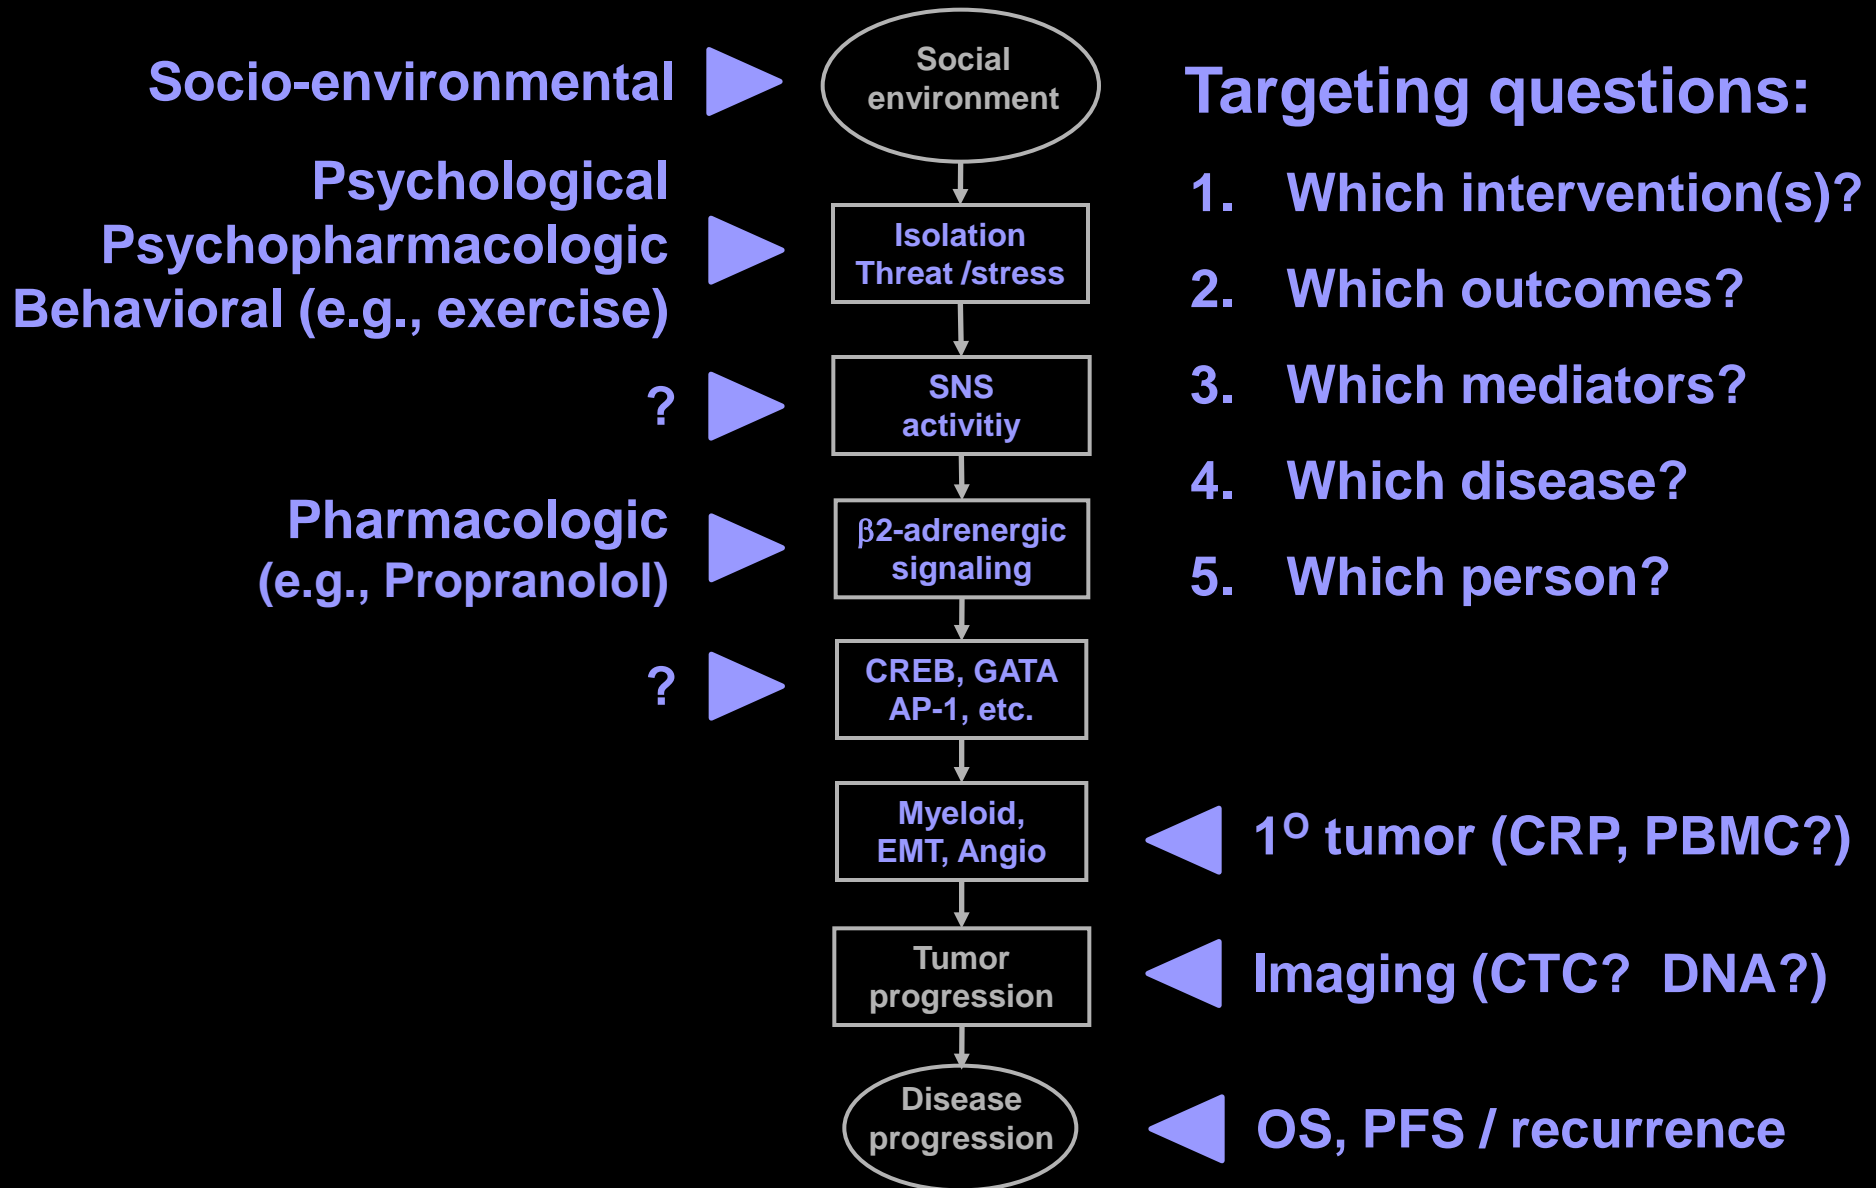 Socio-environmental
Social
environment
Targeting questions:
Psychological
Psychopharmacologic
Behavioral (e.g., exercise)
Isolation
Threat /stress
1. Which intervention(s)?
2. Which outcomes?
?
SNS
activitiy
3. Which mediators?
4. Which disease?
Pharmacologic
(e.g., Propranolol)
β2-adrenergic
signaling
5. Which person?
?
CREB, GATA
AP-1, etc.
Myeloid,
EMT, Angio
1º tumor (CRP, PBMC?)
Tumor
progression
Imaging (CTC? DNA?)
Disease
progression
OS, PFS / recurrence